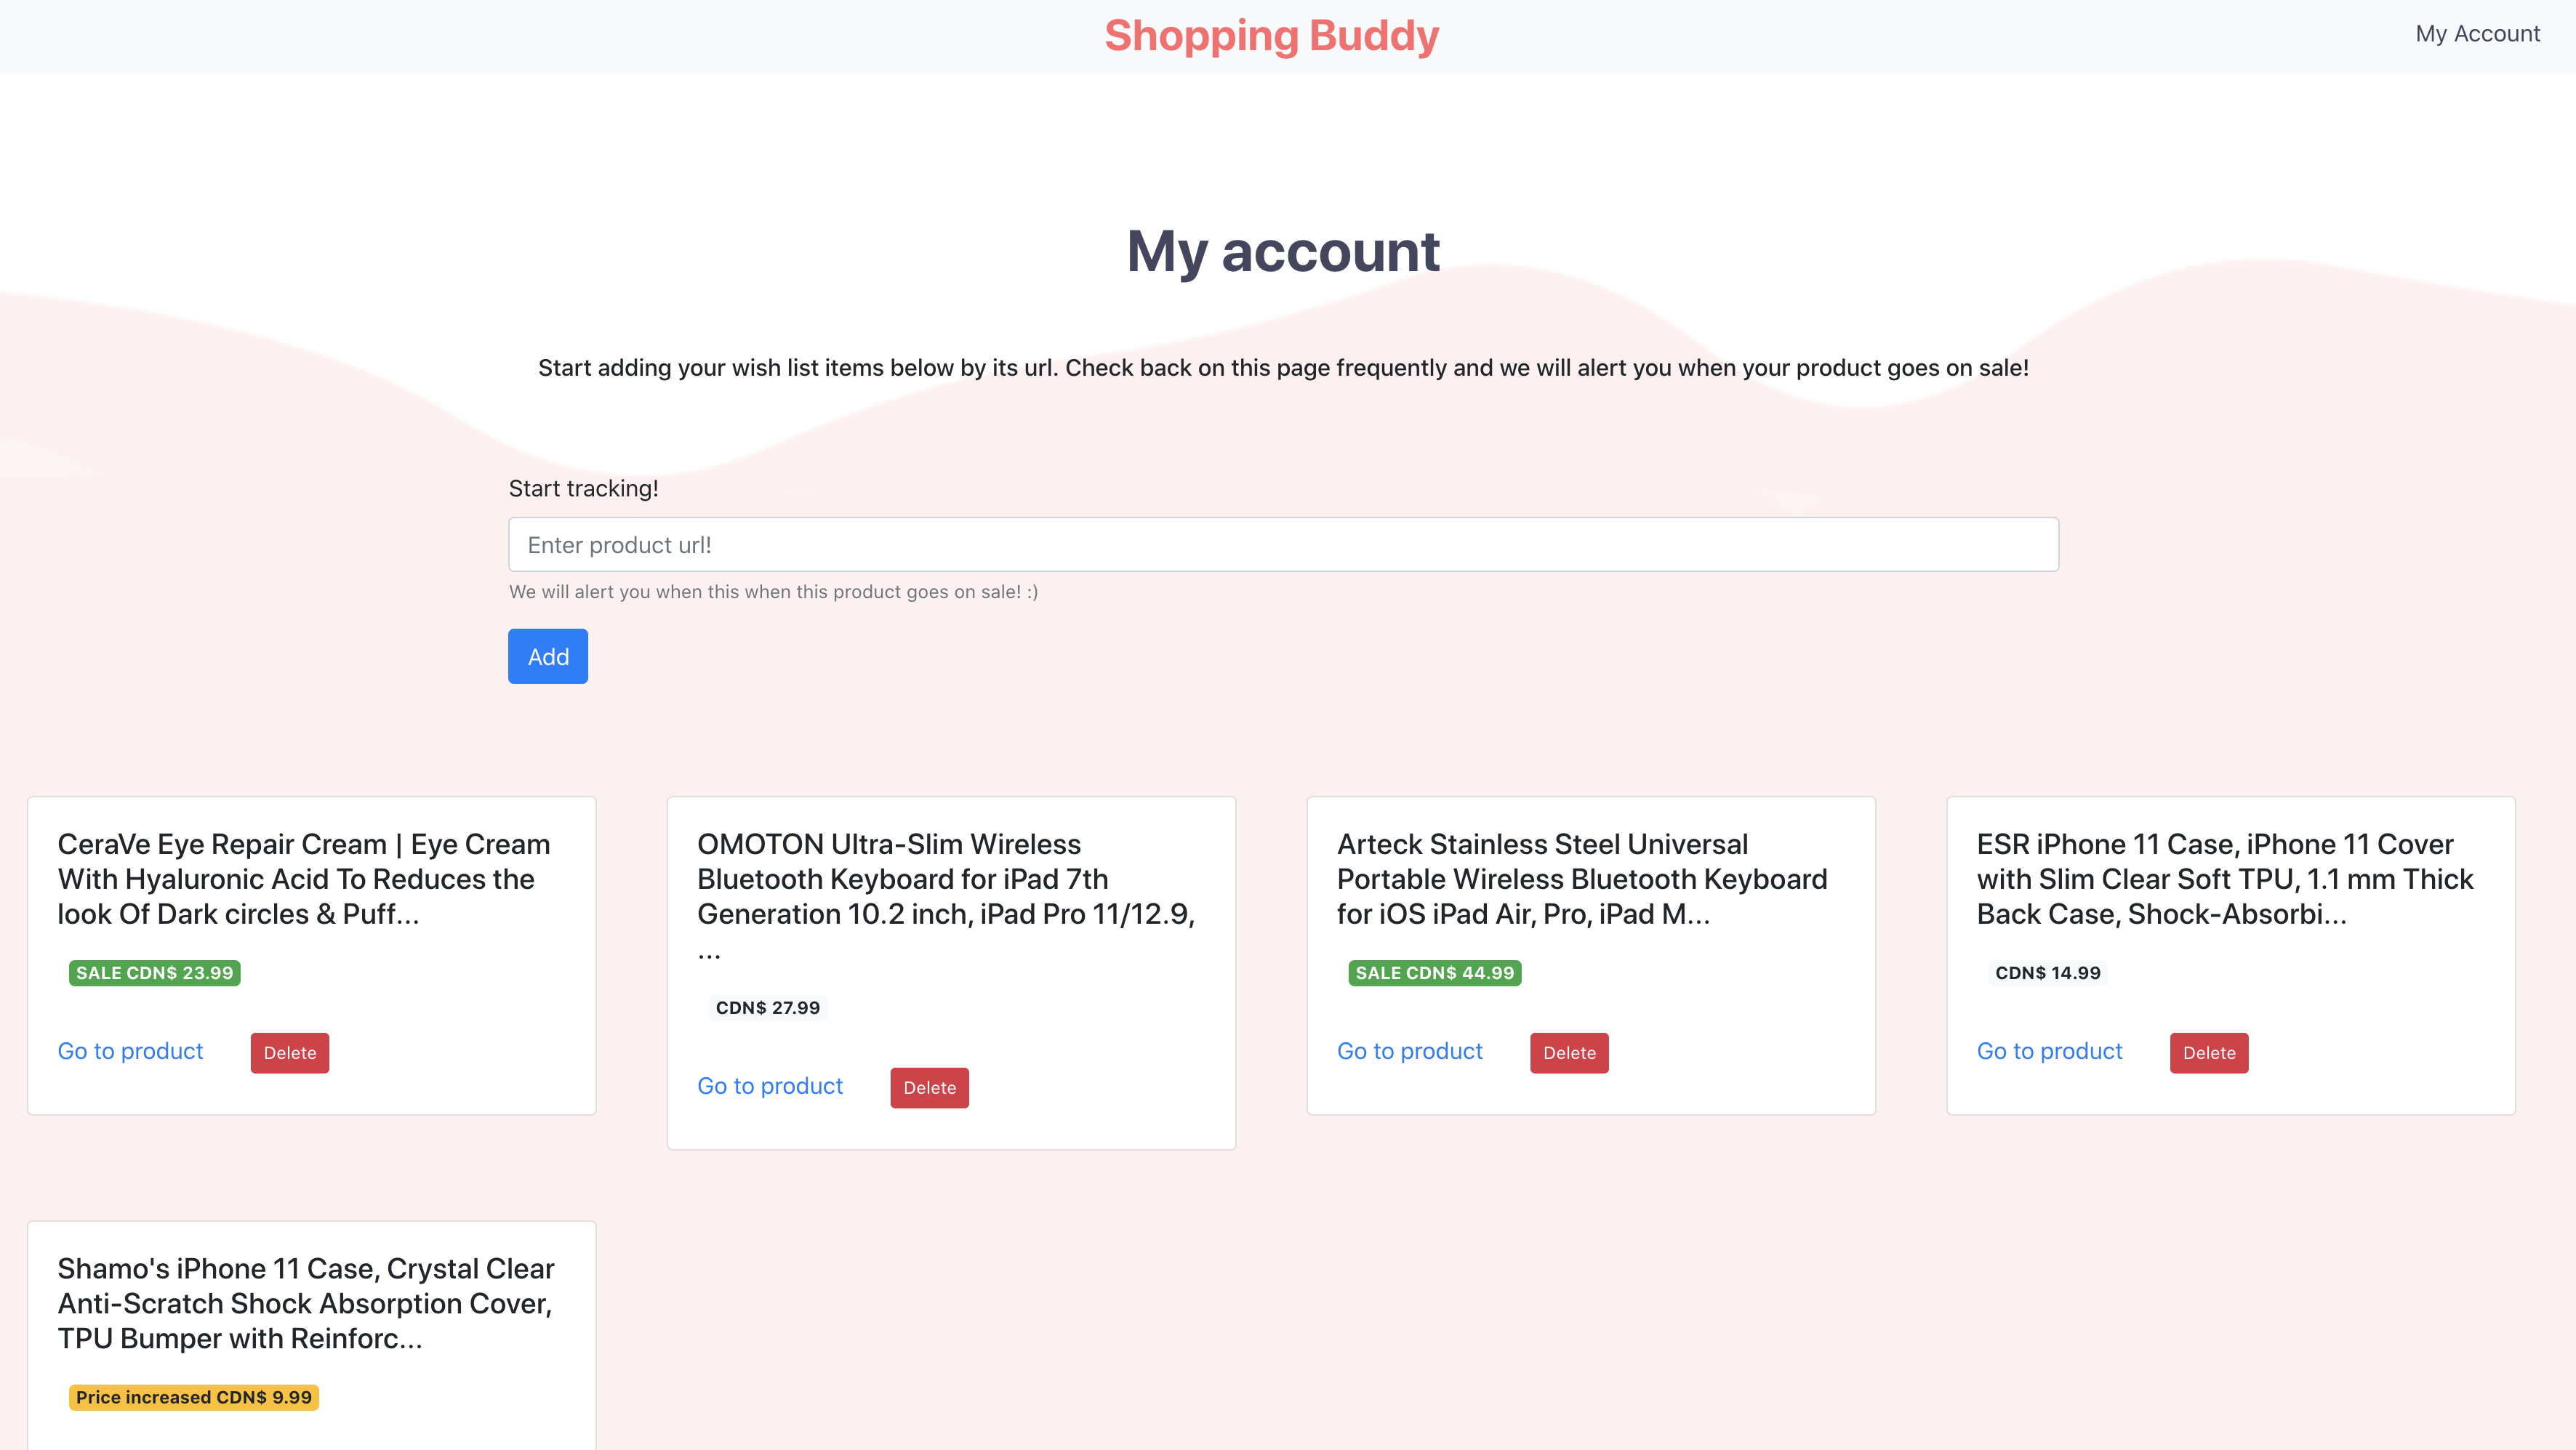 Shopping Buddy
My Account
My account
Start adding your wish list items below by its url. Check back on this page frequently and we will alert you when your product goes on sale!
Start tracking!
Enter product url!
We will alert you when this when this product goes on sale! :)
Add
CeraVe Eye Repair Cream | Eye Cream
With Hyaluronic Acid To Reduces the
look Of Dark circles & Puff...
SALE CDN$ 23.99
Go to product
Delete
OMOTON Ultra-Slim Wireless
Bluetooth Keyboard for iPad 7th
Generation 10.2 inch, iPad Pro 11/12.9,
...
CDN$ 27.99
Go to product
Delete
Arteck Stainless Steel Universal
Portable Wireless Bluetooth Keyboard
for iOS iPad Air, Pro, iPad M...
SALE CDN$ 44.99
Go to product
Delete
ESR iPhone 11 Case, iPhone 11 Cover
with Slim Clear Soft TPU, 1.1 mm Thick
Back Case, Shock-Absorbi...
CDN$ 14.99
Go to product
Delete
Shamo's iPhone 11 Case, Crystal Clear
Anti-Scratch Shock Absorption Cover,
TPU Bumper with Reinforc...
Price increased CDN$ 9.99